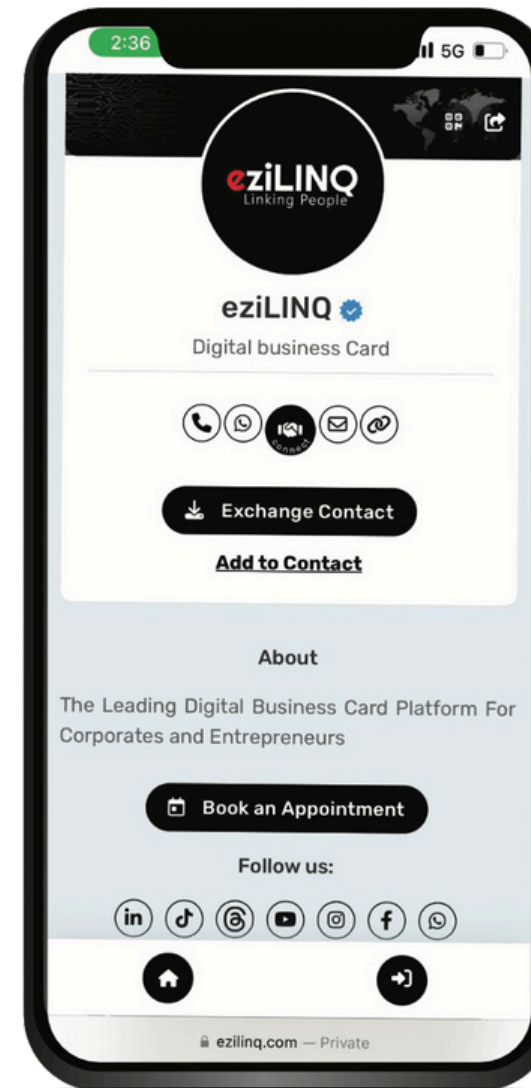 2:36
5G
eziLINQ
Linking People
eziLINQ
Digital business Card
connect
Exchange Contact
Add to Contact
About
The Leading Digital Business Card Platform For
Corporates and Entrepreneurs
Book an Appointment
Follow us:
in
ezilinq.com — Private